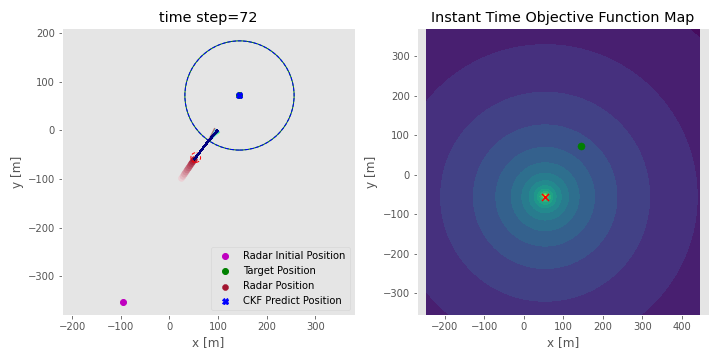 time step=72
y [m]
200
100
0
−100
−200
−300
−200
−100
0
100
200
300
x [m]
Radar Initial Position
Target Position
Radar Position
CKF Predict Position
Instant Time Objective Function Map
y [m]
300
200
100
0
−100
−200
−300
−200
−100
0
100
200
300
400
x [m]